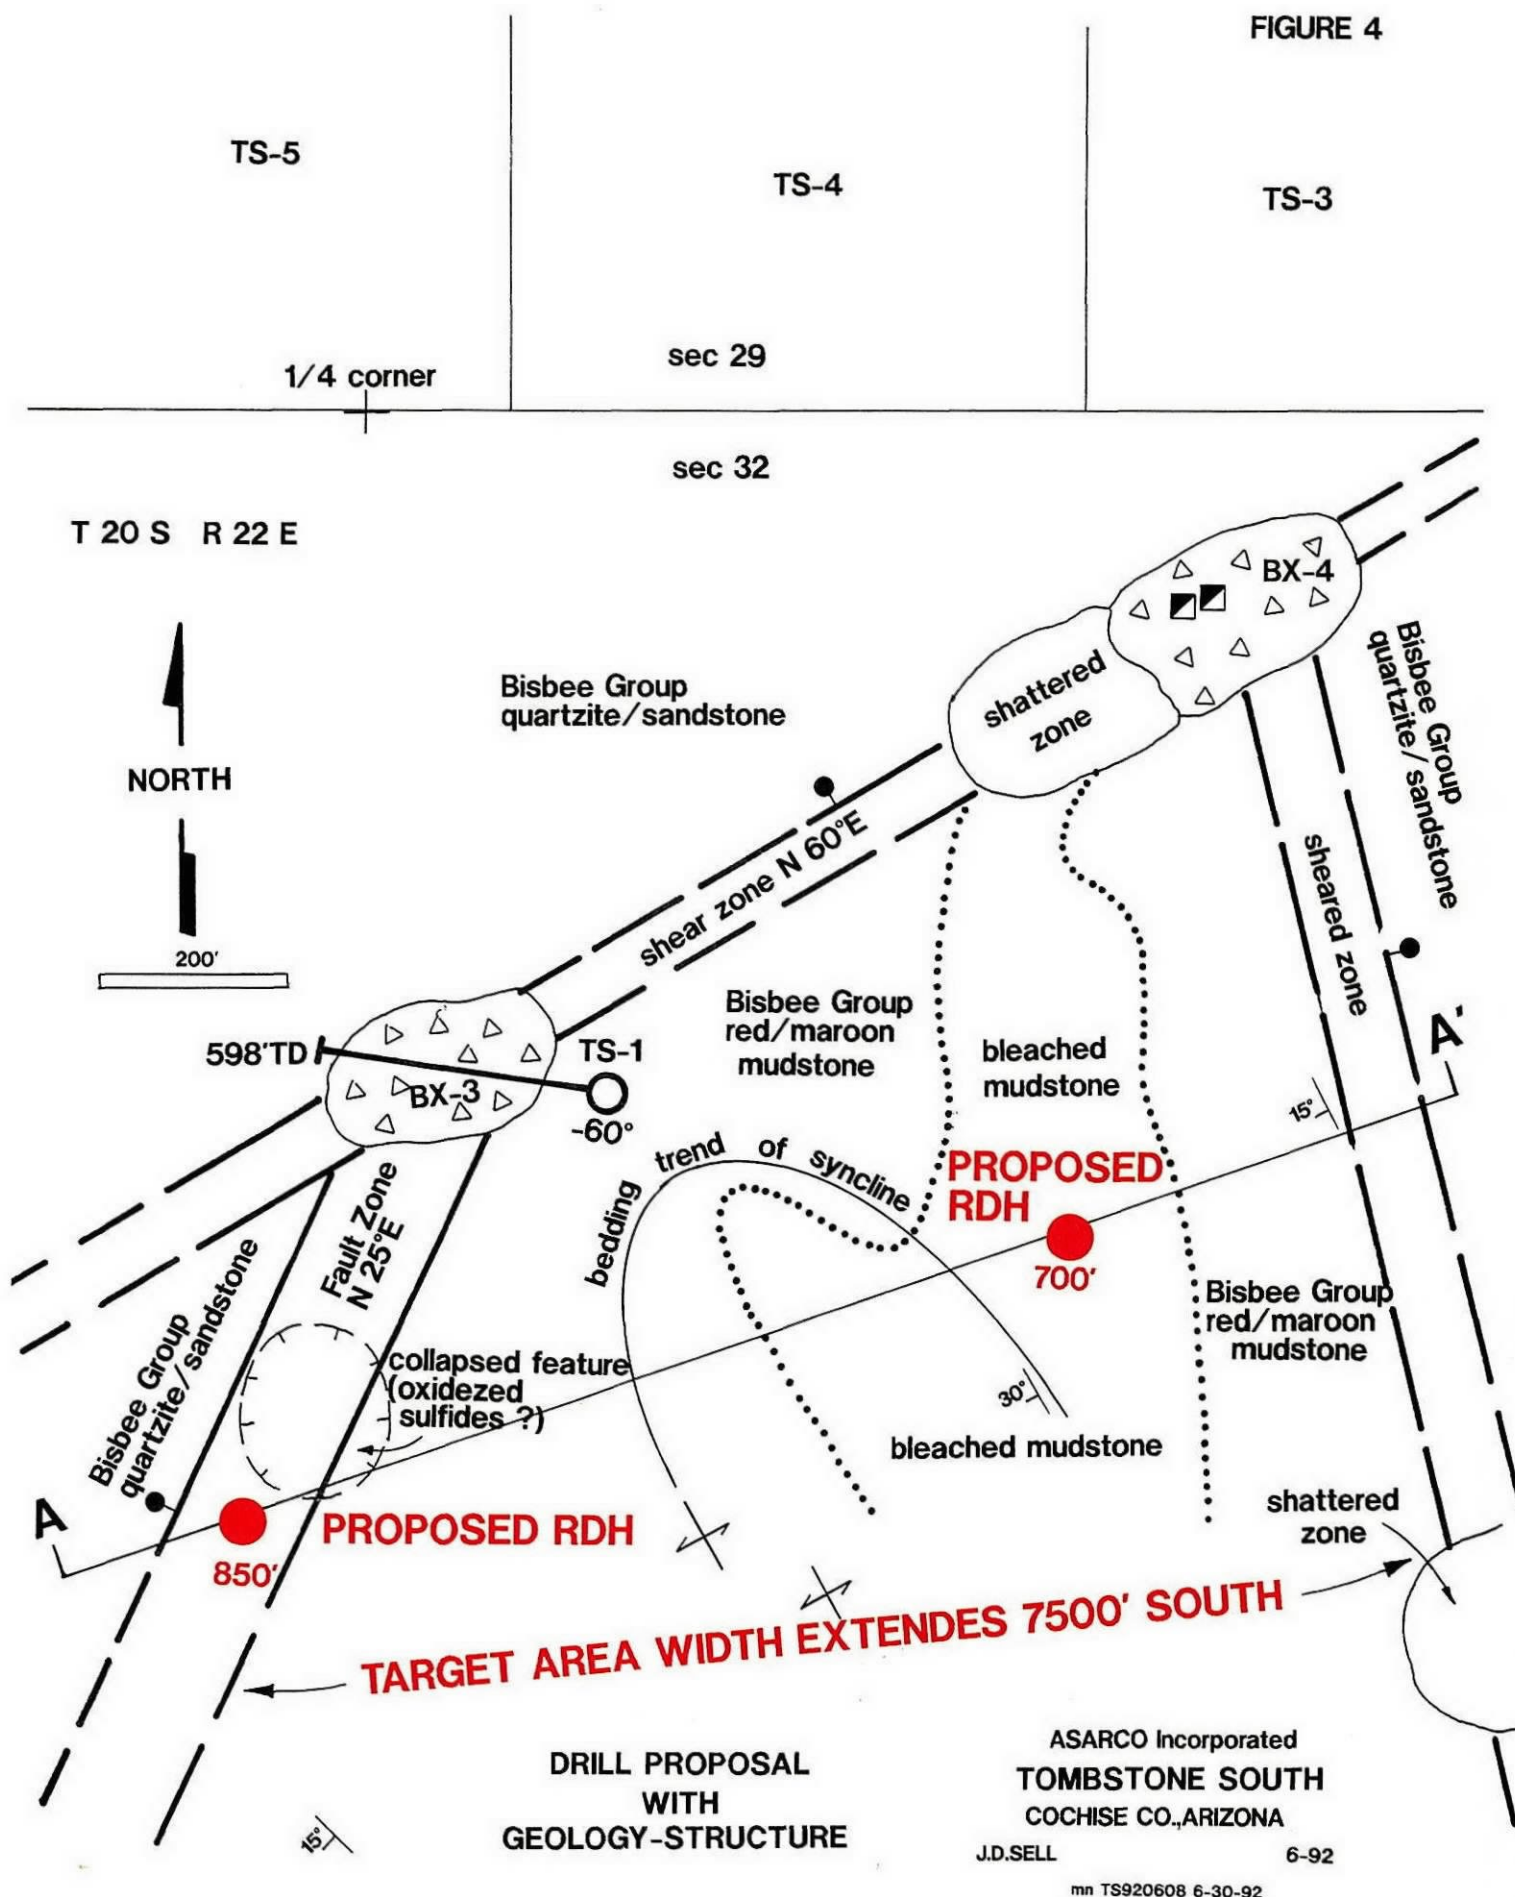 FIGURE 4
TS-5
TS-4
TS-3
sec 29
1/4 corner
sec 32
T 20 S R 22 E
NORTH
200'
BX-4
shattered
zone
Bisbee Group
quartzite/sandstone
Bisbee Group
quartzite/sandstone
shear zone N 60°E
sheared zone
598'TD
TS-1
BX-3
-60°
Bisbee Group
red/maroon
mudstone
bleached
mudstone
A'
15°
bedding trend of syncline
PROPOSED
RDH
700'
Fault Zone
N 25°E
Bisbee Group
quartzite/sandstone
Bisbee Group
red/maroon
mudstone
collapsed feature
(oxidezed
sulfides ?)
30°
bleached mudstone
A
PROPOSED RDH
850'
shattered
zone
TARGET AREA WIDTH EXTENDES 7500' SOUTH
15°
DRILL PROPOSAL
WITH
GEOLOGY-STRUCTURE
ASARCO Incorporated
TOMBSTONE SOUTH
COCHISE CO.,ARIZONA
J.D.SELL 6-92
mn TS920608 6-30-92